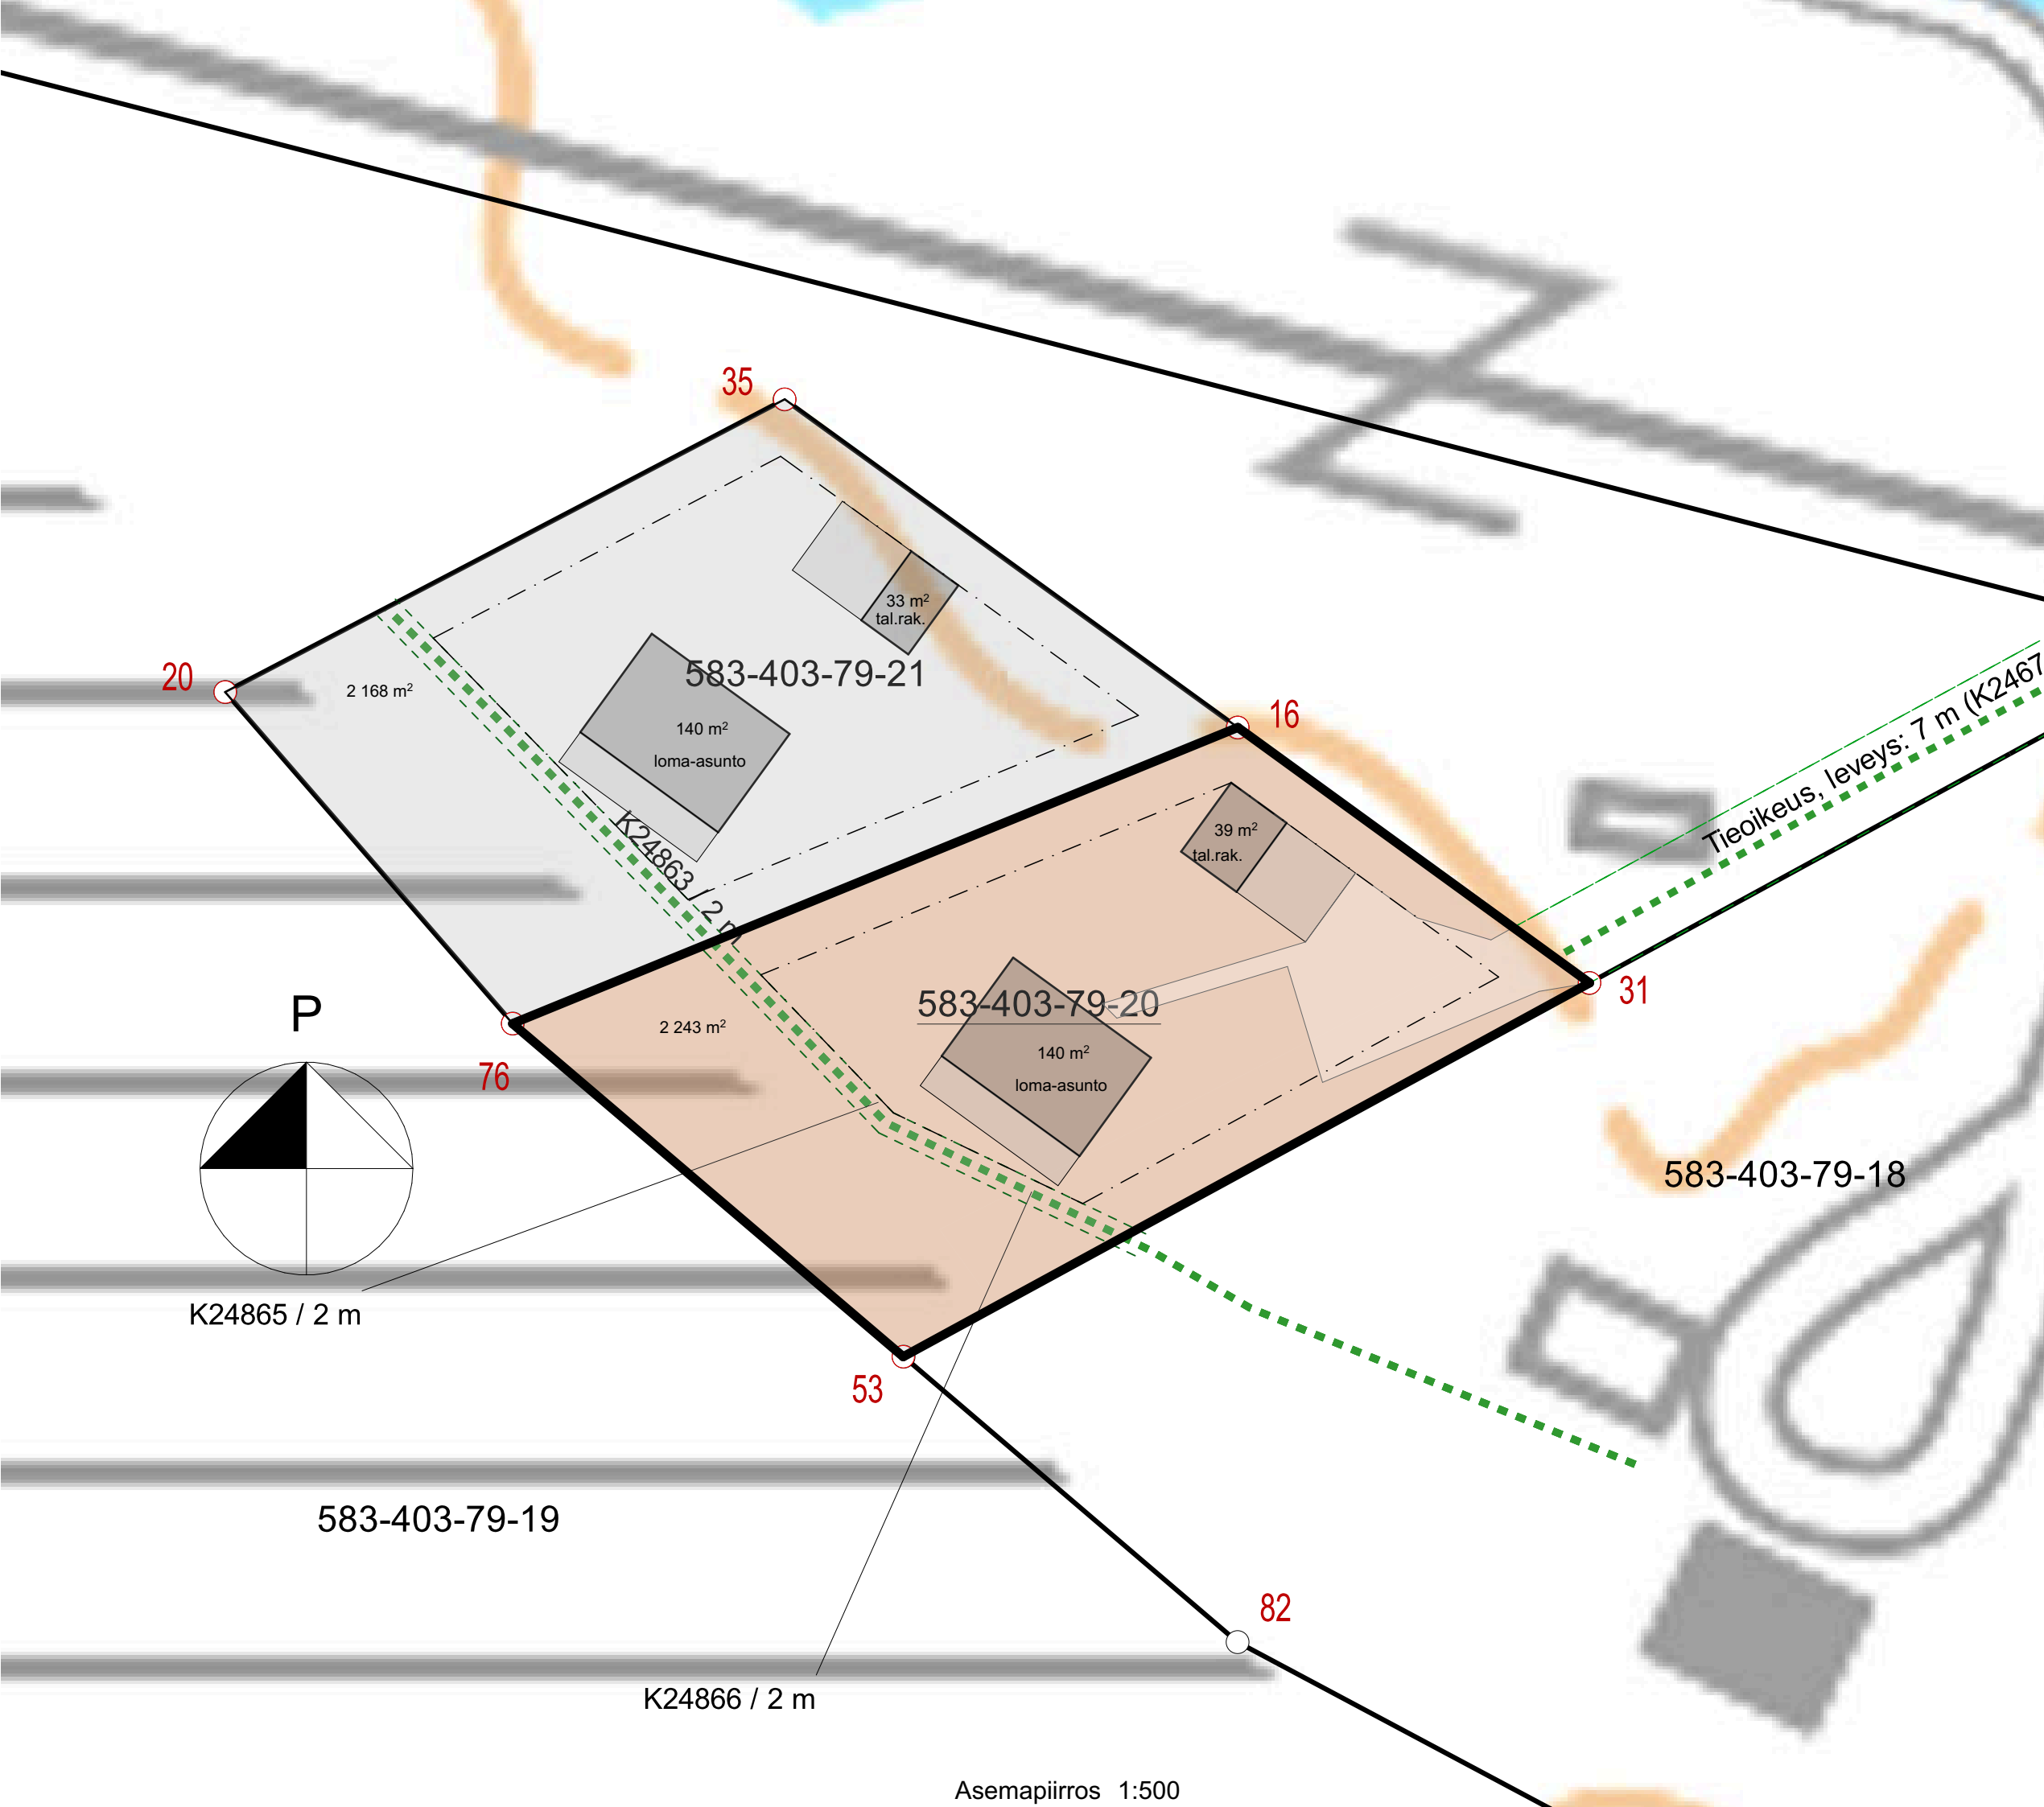 35
33 m²
tal.rak.
583-403-79-21
20
2 168 m²
140 m²
loma-asunto
16
Tieoikeus, leveys: 7 m (K2467
39 m²
tal.rak.
K24863 / 2 m
31
583-403-79-20
2 243 m²
140 m²
loma-asunto
P
76
583-403-79-18
K24865 / 2 m
53
583-403-79-19
82
K24866 / 2 m
Asemapiirros 1:500